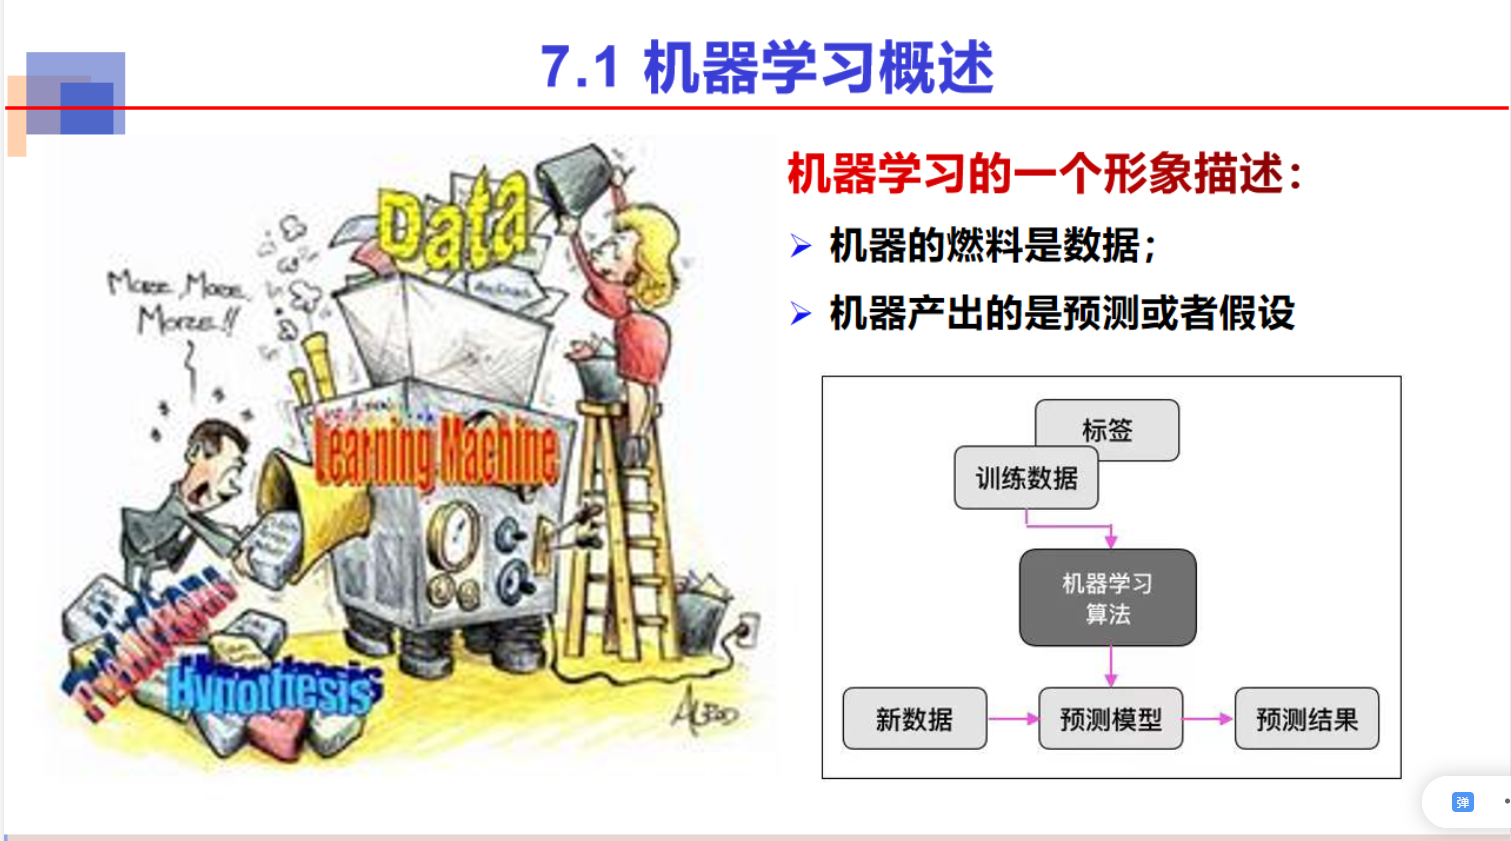 7.1 机器学习概述
机器学习的一个形象描述：
机器的燃料是数据；
机器产出的是预测或者假设
Data
More, More,
More!!
Learning Machine
Predictions
Hypothesis
标签
训练数据
机器学习
算法
新数据
预测模型
预测结果
弹